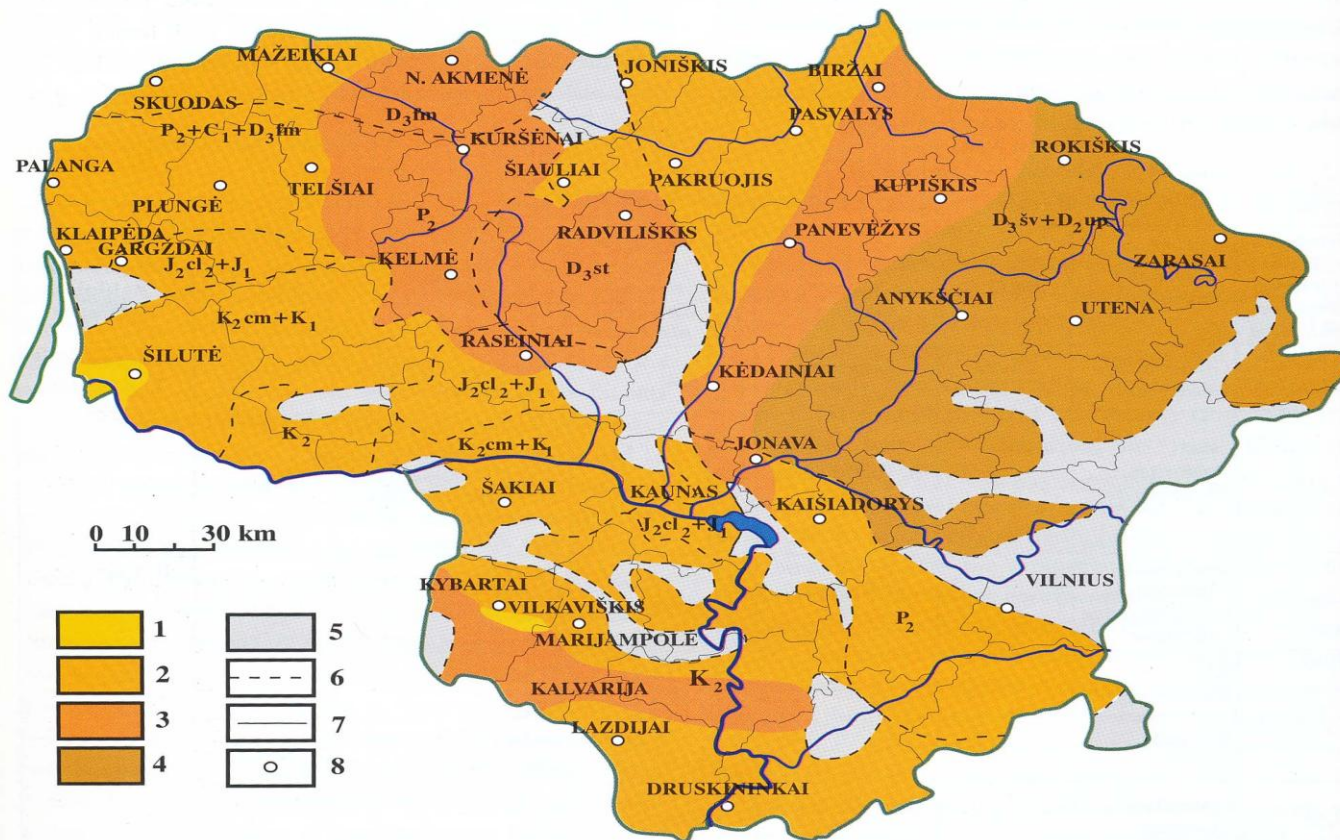 MAŽEIKIAI
N. AKMENĖ
JONIŠKIS
BIRŽAI
SKUODAS
D₃fm
PASVALYS
P₂+C₁+D₃fm
KURŠĖNAI
ROKIŠKIS
PALANGA
TELŠIAI
ŠIAULIAI
PAKRUOJIS
PLUNGĖ
KUPIŠKIS
P₂
RADVILIŠKIS
D₃šv+D₂up
KLAIPĖDA
PANEVĖŽYS
GARGŽDAI
KELMĖ
ZARASAI
J₂cl₂+J₁
D₃st
ANYKŠČIAI
UTENA
K₂cm+K₁
RASEINIAI
ŠILUTĖ
KĖDAINIAI
J₂cl₂+J₁
K₂
K₂cm+K₁
JONAVA
ŠAKIAI
KAUNAS
KAIŠIADORYS
J₂cl₂+J₁
0 10 30 km
KYBARTAI
VILNIUS
VILKAVIŠKIS
P₂
MARIJAMPOLĖ
K₂
KALVARIJA
LAZDIJAI
DRUSKININKAI
1
2
3
4
5
6
7
8